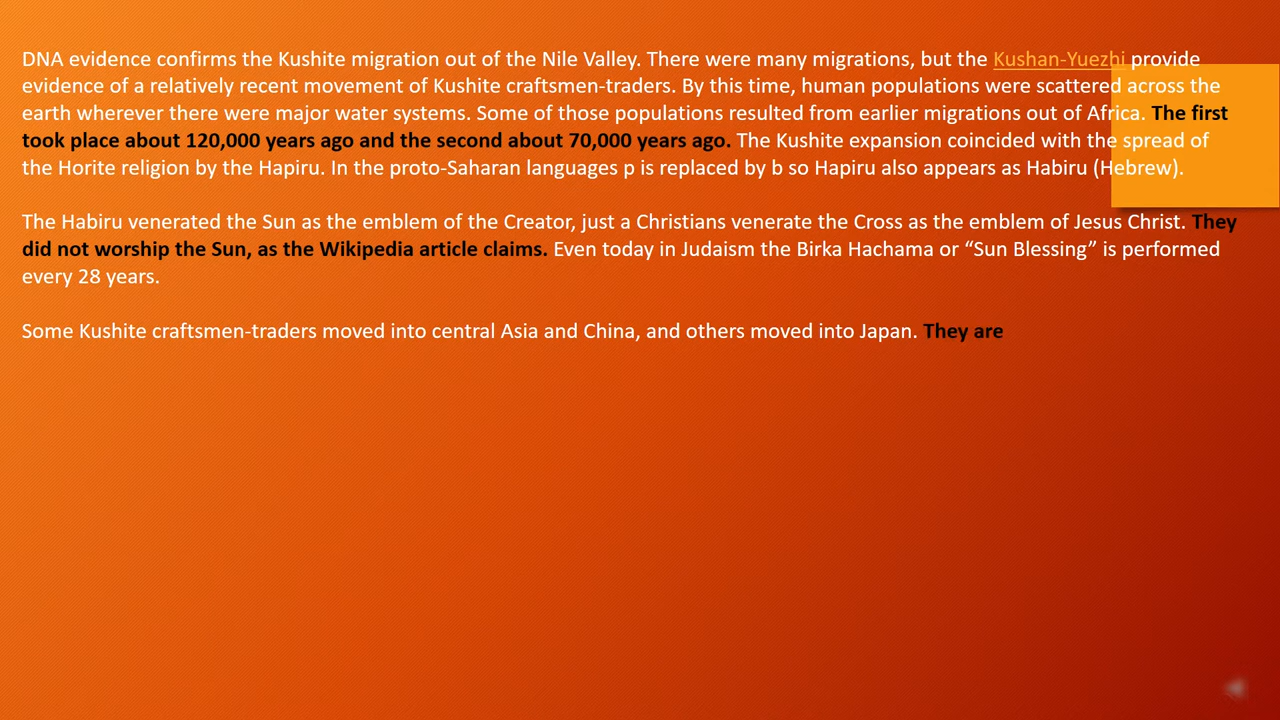 DNA evidence confirms the Kushite migration out of the Nile Valley. There were many migrations, but the Kushan-Yuezhi provide
evidence of a relatively recent movement of Kushite craftsmen-traders. By this time, human populations were scattered across the
earth wherever there were major water systems. Some of those populations resulted from earlier migrations out of Africa. The first
took place about 120,000 years ago and the second about 70,000 years ago. The Kushite expansion coincided with the spread of
the Horite religion by the Hapiru. In the proto-Saharan languages p is replaced by b so Hapiru also appears as Habiru (Hebrew).
The Habiru venerated the Sun as the emblem of the Creator, just a Christians venerate the Cross as the emblem of Jesus Christ. They
did not worship the Sun, as the Wikipedia article claims. Even today in Judaism the Birka Hachama or “Sun Blessing” is performed
every 28 years.
Some Kushite craftsmen-traders moved into central Asia and China, and others moved into Japan. They are